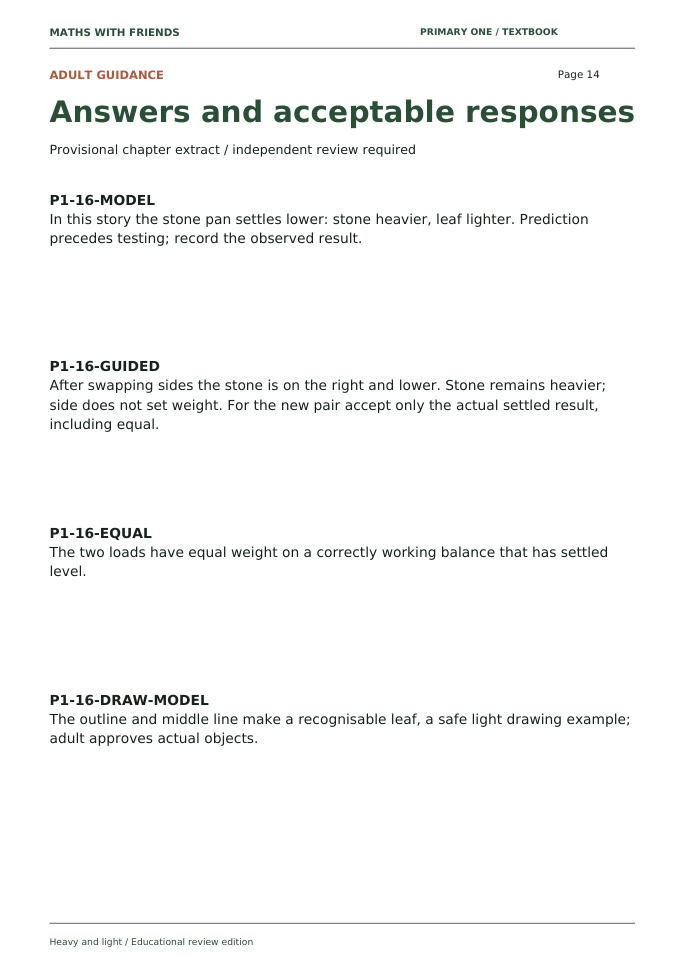 MATHS WITH FRIENDS
PRIMARY ONE / TEXTBOOK
ADULT GUIDANCE
Page 14
Answers and acceptable responses
Provisional chapter extract / independent review required
P1-16-MODEL
In this story the stone pan settles lower: stone heavier, leaf lighter. Prediction
precedes testing; record the observed result.
P1-16-GUIDED
After swapping sides the stone is on the right and lower. Stone remains heavier;
side does not set weight. For the new pair accept only the actual settled result,
including equal.
P1-16-EQUAL
The two loads have equal weight on a correctly working balance that has settled
level.
P1-16-DRAW-MODEL
The outline and middle line make a recognisable leaf, a safe light drawing example;
adult approves actual objects.
Heavy and light / Educational review edition